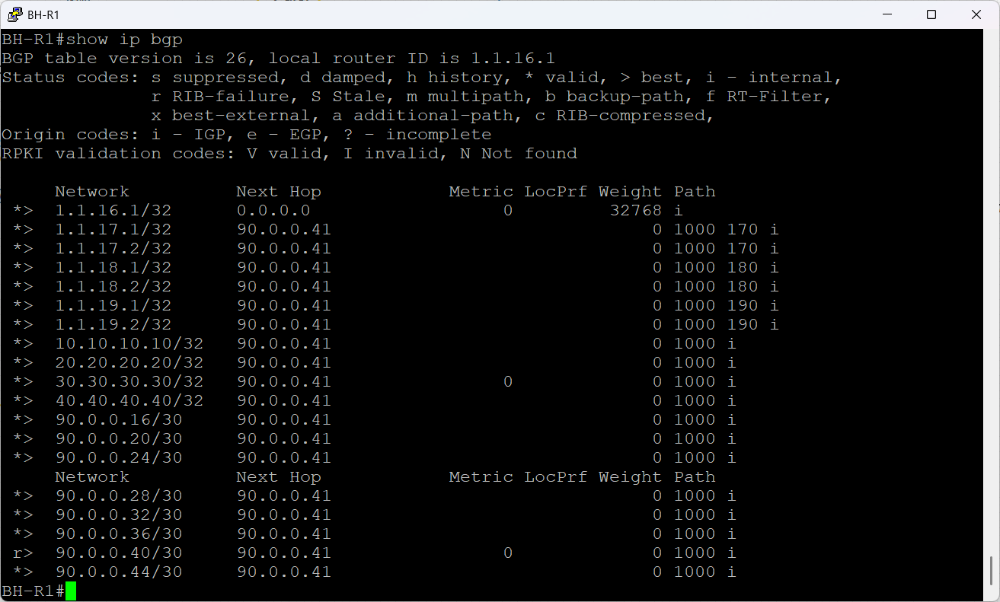 BH-R1
BH-R1#show ip bgp
BGP table version is 26, local router ID is 1.1.16.1
Status codes: s suppressed, d damped, h history, * valid, > best, i - internal,
              r RIB-failure, S Stale, m multipath, b backup-path, f RT-Filter,
              x best-external, a additional-path, c RIB-compressed,
Origin codes: i - IGP, e - EGP, ? - incomplete
RPKI validation codes: V valid, I invalid, N Not found

     Network          Next Hop            Metric LocPrf Weight Path
 *>  1.1.16.1/32      0.0.0.0                  0         32768 i
 *>  1.1.17.1/32      90.0.0.41                              0 1000 170 i
 *>  1.1.17.2/32      90.0.0.41                              0 1000 170 i
 *>  1.1.18.1/32      90.0.0.41                              0 1000 180 i
 *>  1.1.18.2/32      90.0.0.41                              0 1000 180 i
 *>  1.1.19.1/32      90.0.0.41                              0 1000 190 i
 *>  1.1.19.2/32      90.0.0.41                              0 1000 190 i
 *>  10.10.10.10/32   90.0.0.41                              0 1000 i
 *>  20.20.20.20/32   90.0.0.41                              0 1000 i
 *>  30.30.30.30/32   90.0.0.41                0             0 1000 i
 *>  40.40.40.40/32   90.0.0.41                              0 1000 i
 *>  90.0.0.16/30     90.0.0.41                              0 1000 i
 *>  90.0.0.20/30     90.0.0.41                              0 1000 i
 *>  90.0.0.24/30     90.0.0.41                              0 1000 i
     Network          Next Hop            Metric LocPrf Weight Path
 *>  90.0.0.28/30     90.0.0.41                              0 1000 i
 *>  90.0.0.32/30     90.0.0.41                              0 1000 i
 *>  90.0.0.36/30     90.0.0.41                              0 1000 i
 r>  90.0.0.40/30     90.0.0.41                0             0 1000 i
 *>  90.0.0.44/30     90.0.0.41                              0 1000 i
BH-R1#